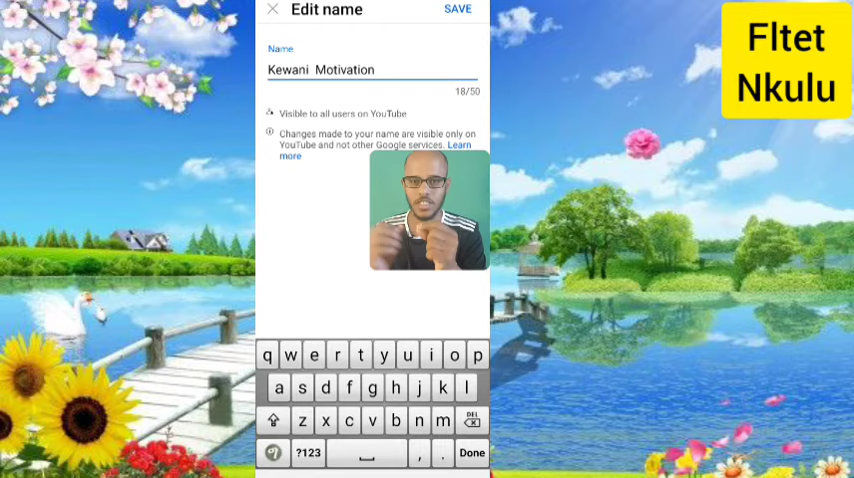 Edit name
SAVE
Name
Kewani  Motivation
18/50
Visible to all users on YouTube
Changes made to your name are visible only on
YouTube and not other Google services. Learn
more
Fltet
Nkulu
q w e r t y u i o p
a s d f g h j k l
z x c v b n m DEL
?123 , . Done